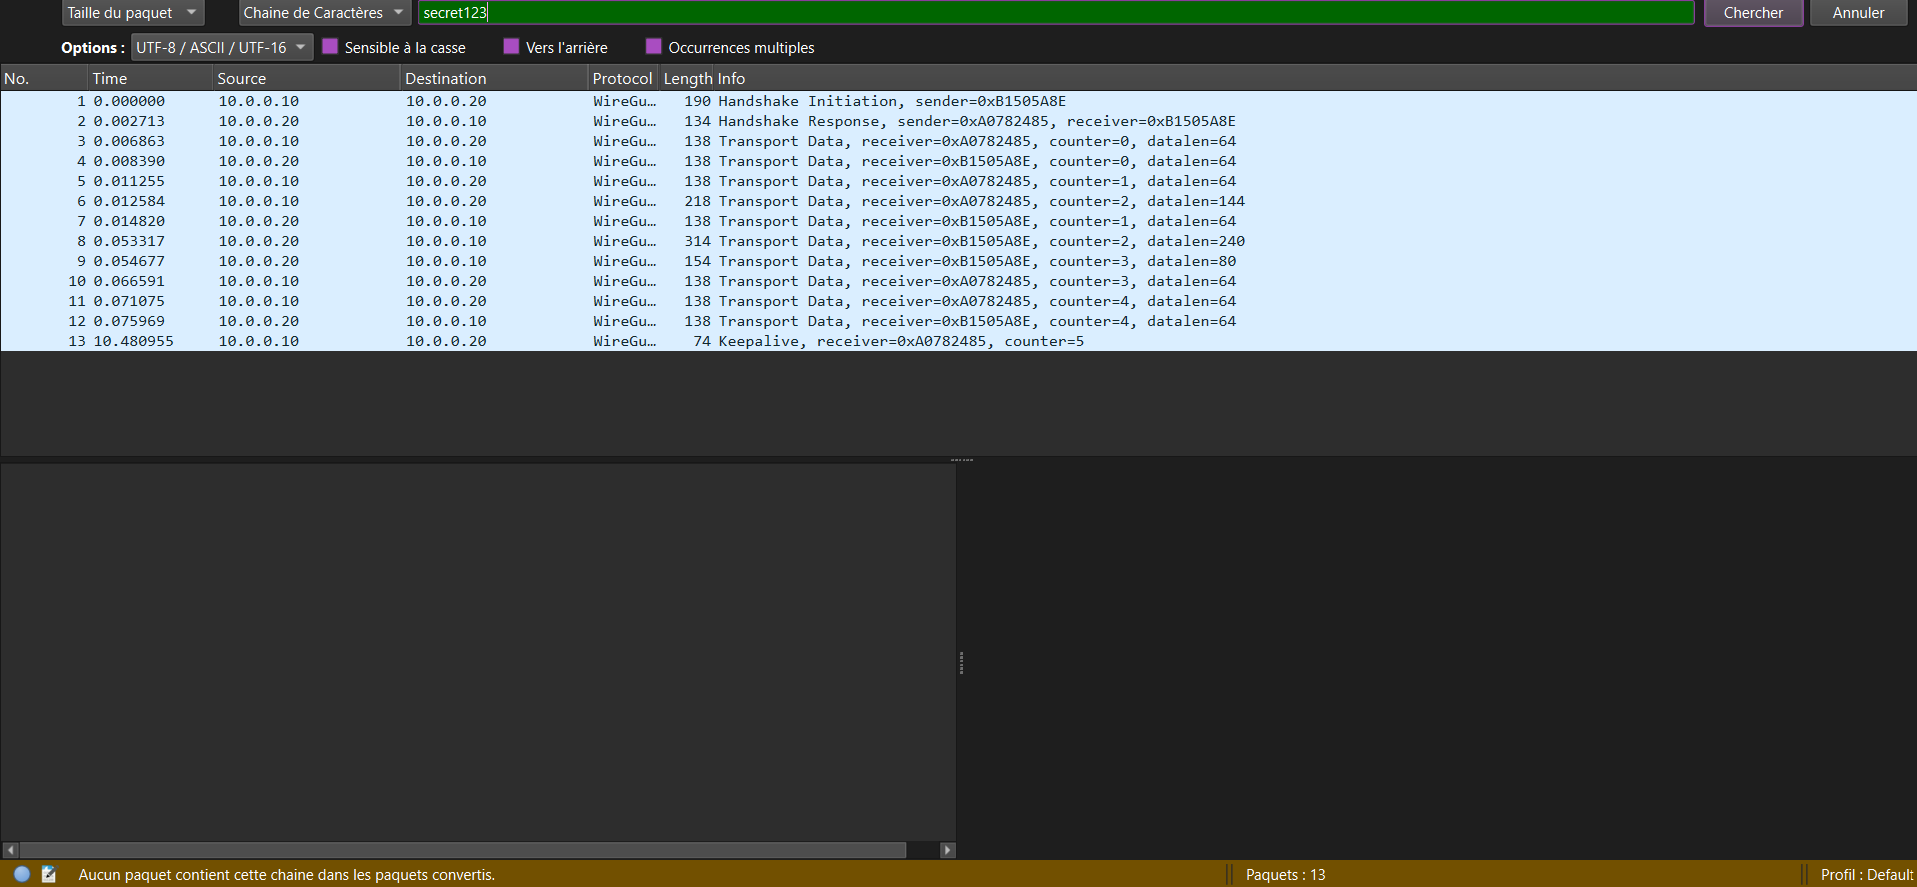 Taille du paquet Chaine de Caractères secret123 Chercher Annuler
Options : UTF-8 / ASCII / UTF-16 Sensible à la casse Vers l'arrière Occurrences multiples
No. Time Source Destination Protocol Length Info
1 0.000000 10.0.0.10 10.0.0.20 WireGu… 190 Handshake Initiation, sender=0xB1505A8E
2 0.002713 10.0.0.20 10.0.0.10 WireGu… 134 Handshake Response, sender=0xA0782485, receiver=0xB1505A8E
3 0.006863 10.0.0.10 10.0.0.20 WireGu… 138 Transport Data, receiver=0xA0782485, counter=0, datalen=64
4 0.008390 10.0.0.20 10.0.0.10 WireGu… 138 Transport Data, receiver=0xB1505A8E, counter=0, datalen=64
5 0.011255 10.0.0.10 10.0.0.20 WireGu… 138 Transport Data, receiver=0xA0782485, counter=1, datalen=64
6 0.012584 10.0.0.10 10.0.0.20 WireGu… 218 Transport Data, receiver=0xA0782485, counter=2, datalen=144
7 0.014820 10.0.0.20 10.0.0.10 WireGu… 138 Transport Data, receiver=0xB1505A8E, counter=1, datalen=64
8 0.053317 10.0.0.20 10.0.0.10 WireGu… 314 Transport Data, receiver=0xB1505A8E, counter=2, datalen=240
9 0.054677 10.0.0.20 10.0.0.10 WireGu… 154 Transport Data, receiver=0xB1505A8E, counter=3, datalen=80
10 0.066591 10.0.0.10 10.0.0.20 WireGu… 138 Transport Data, receiver=0xA0782485, counter=3, datalen=64
11 0.071075 10.0.0.10 10.0.0.20 WireGu… 138 Transport Data, receiver=0xA0782485, counter=4, datalen=64
12 0.075969 10.0.0.20 10.0.0.10 WireGu… 138 Transport Data, receiver=0xB1505A8E, counter=4, datalen=64
13 10.480955 10.0.0.10 10.0.0.20 WireGu… 74 Keepalive, receiver=0xA0782485, counter=5
Aucun paquet contient cette chaine dans les paquets convertis. Paquets : 13 Profil : Default